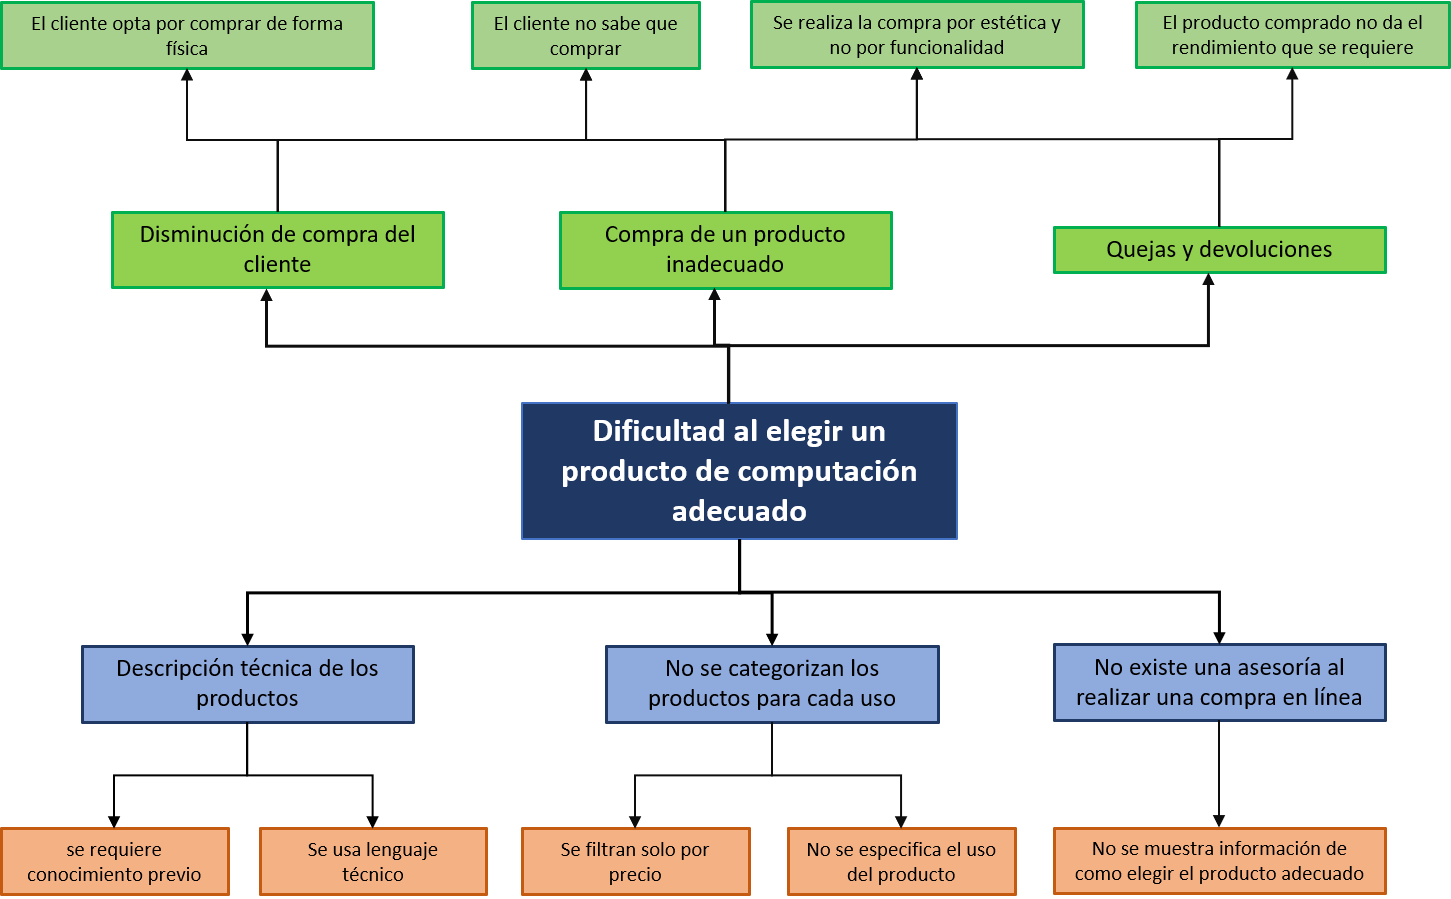 El cliente opta por comprar de forma
física
El cliente no sabe que
comprar
Se realiza la compra por estética y
no por funcionalidad
El producto comprado no da el
rendimiento que se requiere
Disminución de compra del
cliente
Compra de un producto
inadecuado
Quejas y devoluciones
Dificultad al elegir un
producto de computación
adecuado
Descripción técnica de los
productos
No se categorizan los
productos para cada uso
No existe una asesoría al
realizar una compra en línea
se requiere
conocimiento previo
Se usa lenguaje
técnico
Se filtran solo por
precio
No se especifica el uso
del producto
No se muestra información de
como elegir el producto adecuado